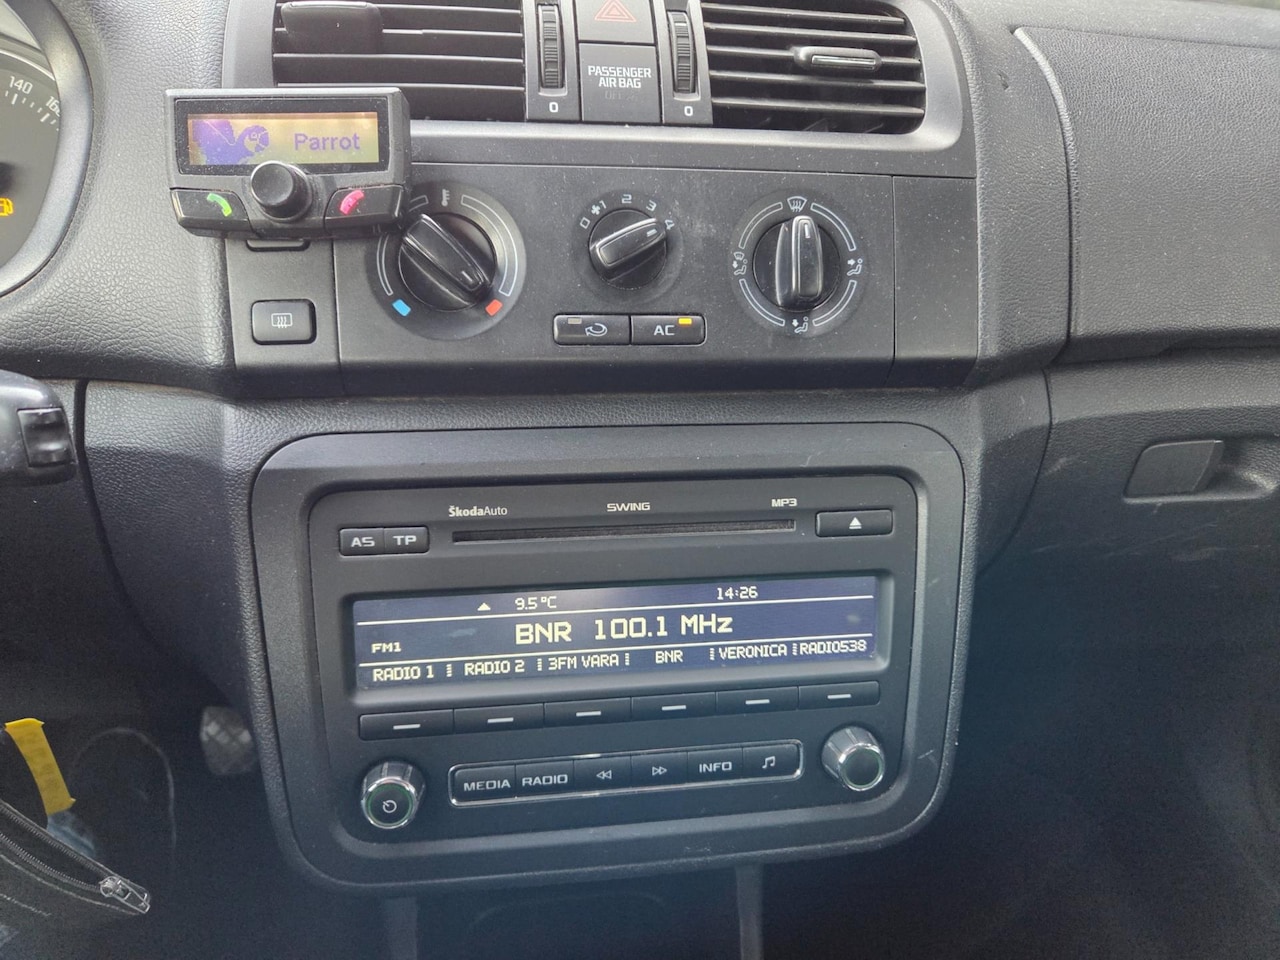 140 160
PASSENGER
AIR BAG
0 0
Parrot
0 1 2 3 4
AC
ŠkodaAuto SWING MP3
AS TP
9.5°C 14:26
FM1 BNR 100.1 MHz
RADIO 1 RADIO 2 3FM VARA BNR VERONICA RADIO538
MEDIA RADIO INFO